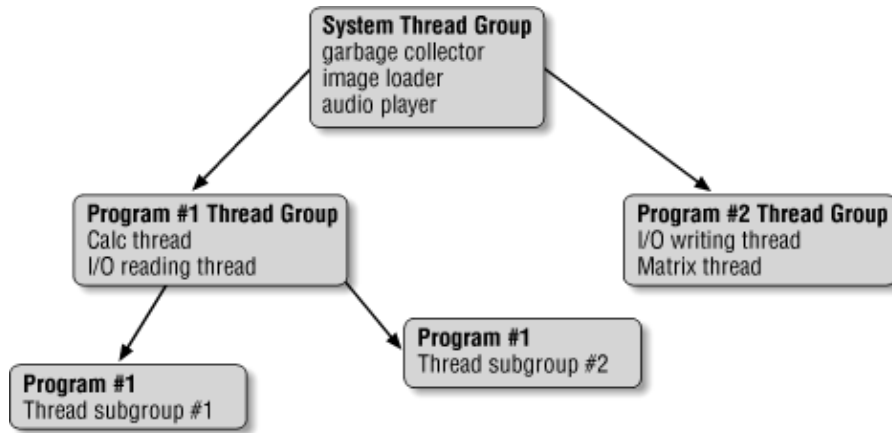 System Thread Group
garbage collector
image loader
audio player
Program #1 Thread Group
Calc thread
I/O reading thread
Program #2 Thread Group
I/O writing thread
Matrix thread
Program #1
Thread subgroup #1
Program #1
Thread subgroup #2